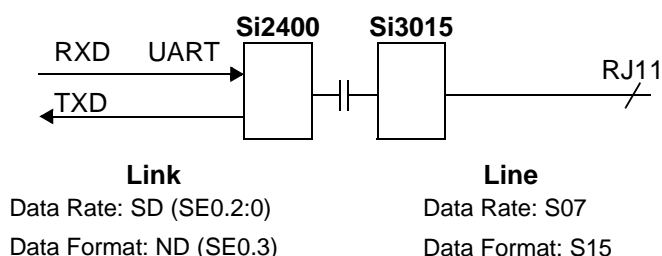 Si2400 Si3015
RXD UART
RJ11
TXD
Link
Line
Data Rate: SD (SE0.2:0)
Data Rate: S07
Data Format: ND (SE0.3)
Data Format: S15